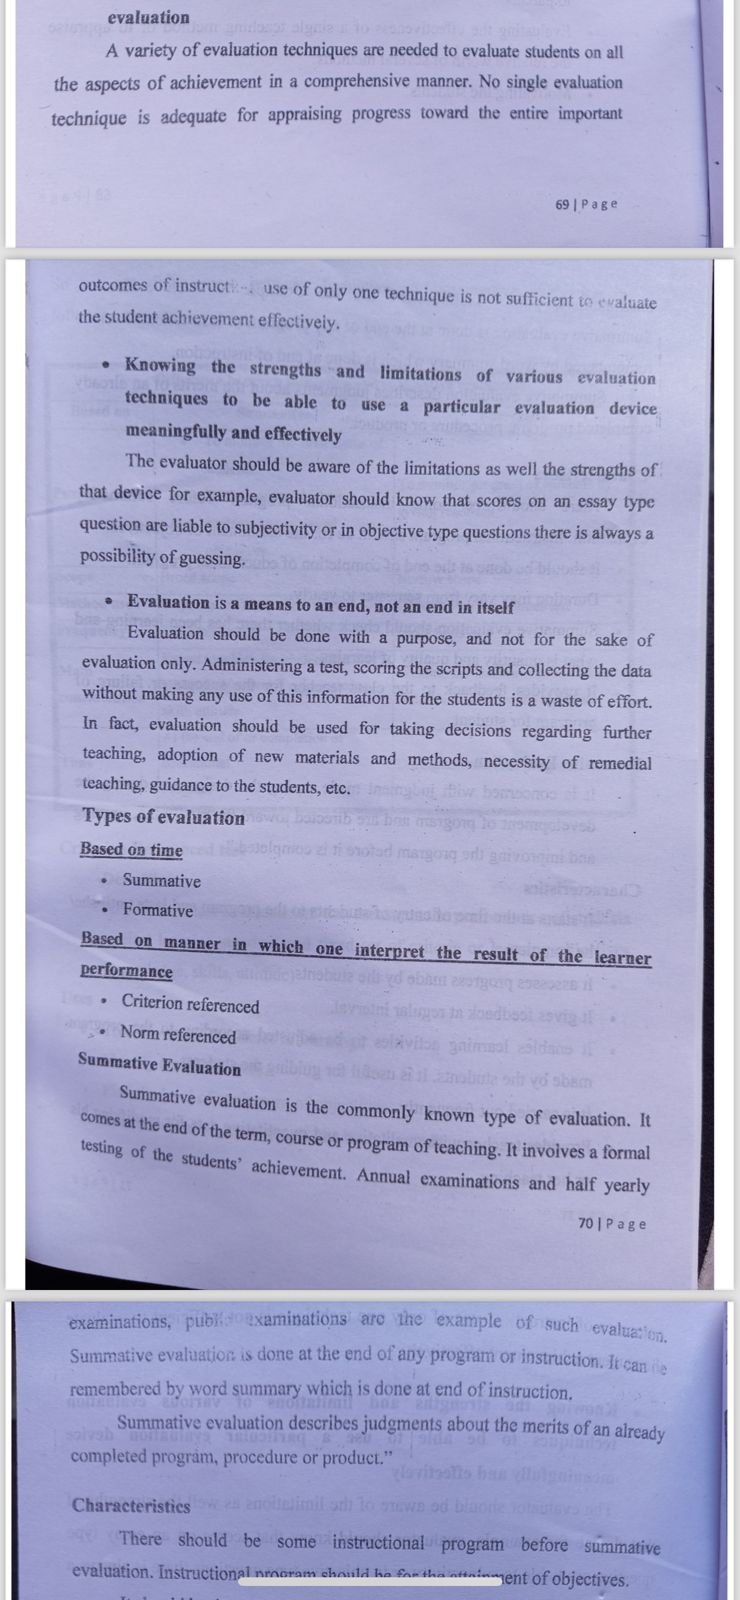 evaluation
A variety of evaluation techniques are needed to evaluate students on all
the aspects of achievement in a comprehensive manner. No single evaluation
technique is adequate for appraising progress toward the entire important
69 | Page
outcomes of instruct use of only one technique is not sufficient to evaluate
the student achievement effectively.
• Knowing the strengths and limitations of various evaluation
techniques to be able to use a particular evaluation device
meaningfully and effectively
The evaluator should be aware of the limitations as well the strengths of
that device for example, evaluator should know that scores on an essay type
question are liable to subjectivity or in objective type questions there is always a
possibility of guessing.
• Evaluation is a means to an end, not an end in itself
Evaluation should be done with a purpose, and not for the sake of
evaluation only. Administering a test, scoring the scripts and collecting the data
without making any use of this information for the students is a waste of effort.
In fact, evaluation should be used for taking decisions regarding further
teaching, adoption of new materials and methods, necessity of remedial
teaching, guidance to the students, etc.
Types of evaluation
Based on time
• Summative
• Formative
Based on manner in which one interpret the result of the learner
performance
• Criterion referenced
• Norm referenced
Summative Evaluation
Summative evaluation is the commonly known type of evaluation. It
comes at the end of the term, course or program of teaching. It involves a formal
testing of the students' achievement. Annual examinations and half yearly
70 | Page
examinations, public examinations are the example of such evaluation.
Summative evaluation is done at the end of any program or instruction. It can be
remembered by word summary which is done at end of instruction.
Summative evaluation describes judgments about the merits of an already
completed program, procedure or product.”
Characteristics
There should be some instructional program before summative
evaluation. Instructional program should be for the attainment of objectives.